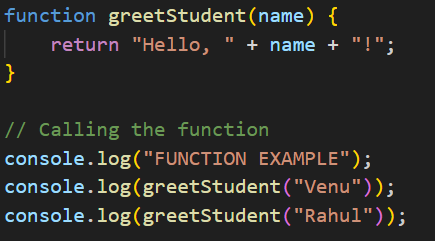 function greetStudent(name) {
    return "Hello, " + name + "!";
}
// Calling the function
console.log("FUNCTION EXAMPLE");
console.log(greetStudent("Venu"));
console.log(greetStudent("Rahul"));